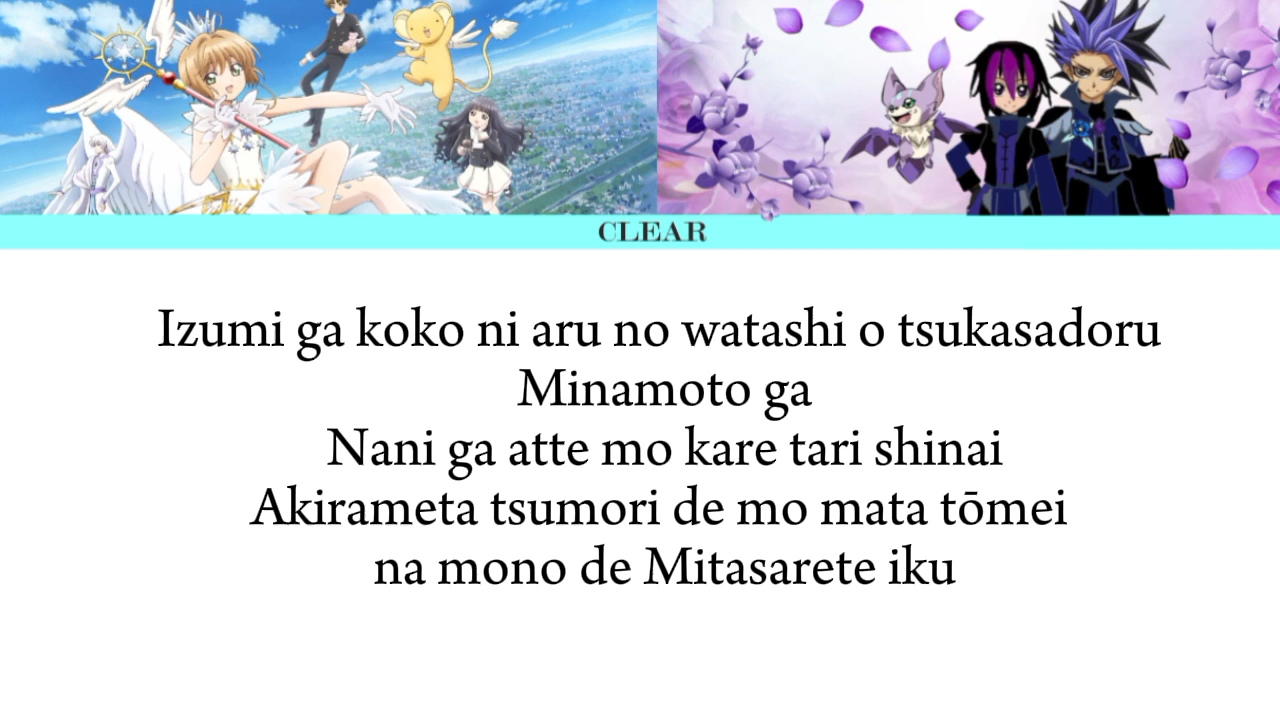 CLEAR
Izumi ga koko ni aru no watashi o tsukasadoru
Minamoto ga
Nani ga atte mo kare tari shinai
Akirameta tsumori de mo mata tōmei
na mono de Mitasarete iku